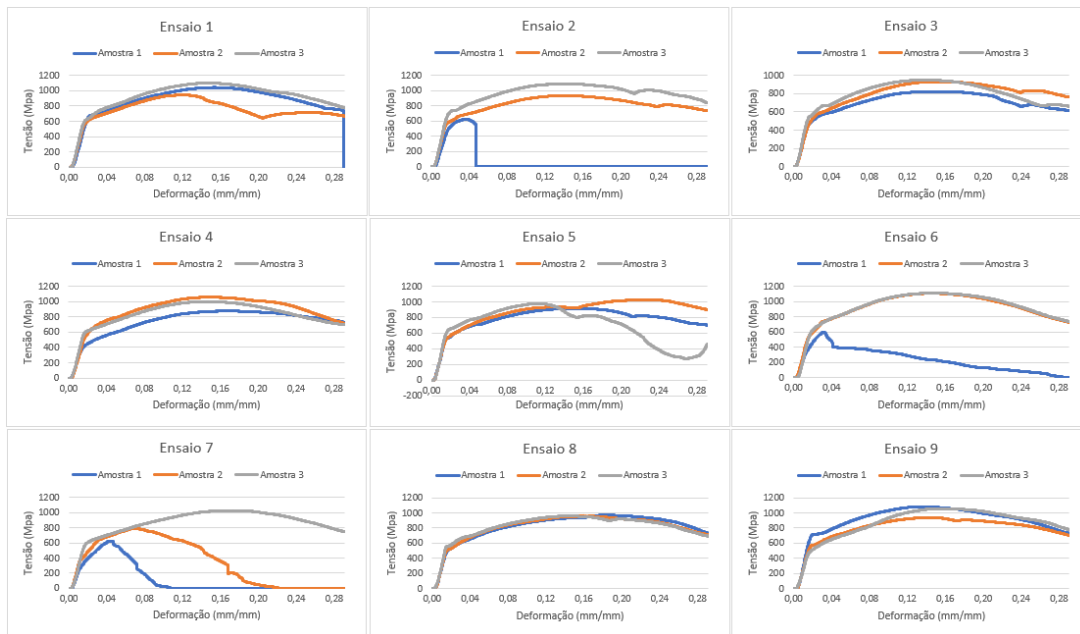 Ensaio 1
Amostra 1 Amostra 2 Amostra 3
Tensão (Mpa)
1200
1000
800
600
400
200
0
0,00 0,04 0,08 0,12 0,16 0,20 0,24 0,28
Deformação (mm/mm)
Ensaio 2
Amostra 1 Amostra 2 Amostra 3
Tensão (Mpa)
1200
1000
800
600
400
200
0
0,00 0,04 0,08 0,12 0,16 0,20 0,24 0,28
Deformação (mm/mm)
Ensaio 3
Amostra 1 Amostra 2 Amostra 3
Tensão (Mpa)
1000
800
600
400
200
0
0,00 0,04 0,08 0,12 0,16 0,20 0,24 0,28
Deformação (mm/mm)
Ensaio 4
Amostra 1 Amostra 2 Amostra 3
Tensão (Mpa)
1200
1000
800
600
400
200
0
0,00 0,04 0,08 0,12 0,16 0,20 0,24 0,28
Deformação (mm/mm)
Ensaio 5
Amostra 1 Amostra 2 Amostra 3
Tensão (Mpa)
1200
1000
800
600
400
200
0
-200
0,00 0,04 0,08 0,12 0,16 0,20 0,24 0,28
Deformação (mm/mm)
Ensaio 6
Amostra 1 Amostra 2 Amostra 3
Tensão (Mpa)
1200
1000
800
600
400
200
0
0,00 0,04 0,08 0,12 0,16 0,20 0,24 0,28
Deformação (mm/mm)
Ensaio 7
Amostra 1 Amostra 2 Amostra 3
Tensão (Mpa)
1200
1000
800
600
400
200
0
0,00 0,04 0,08 0,12 0,16 0,20 0,24 0,28
Deformação (mm/mm)
Ensaio 8
Amostra 1 Amostra 2 Amostra 3
Tensão (Mpa)
1200
1000
800
600
400
200
0
0,00 0,04 0,08 0,12 0,16 0,20 0,24 0,28
Deformação (mm/mm)
Ensaio 9
Amostra 1 Amostra 2 Amostra 3
Tensão (Mpa)
1200
1000
800
600
400
200
0
0,00 0,04 0,08 0,12 0,16 0,20 0,24 0,28
Deformação (mm/mm)